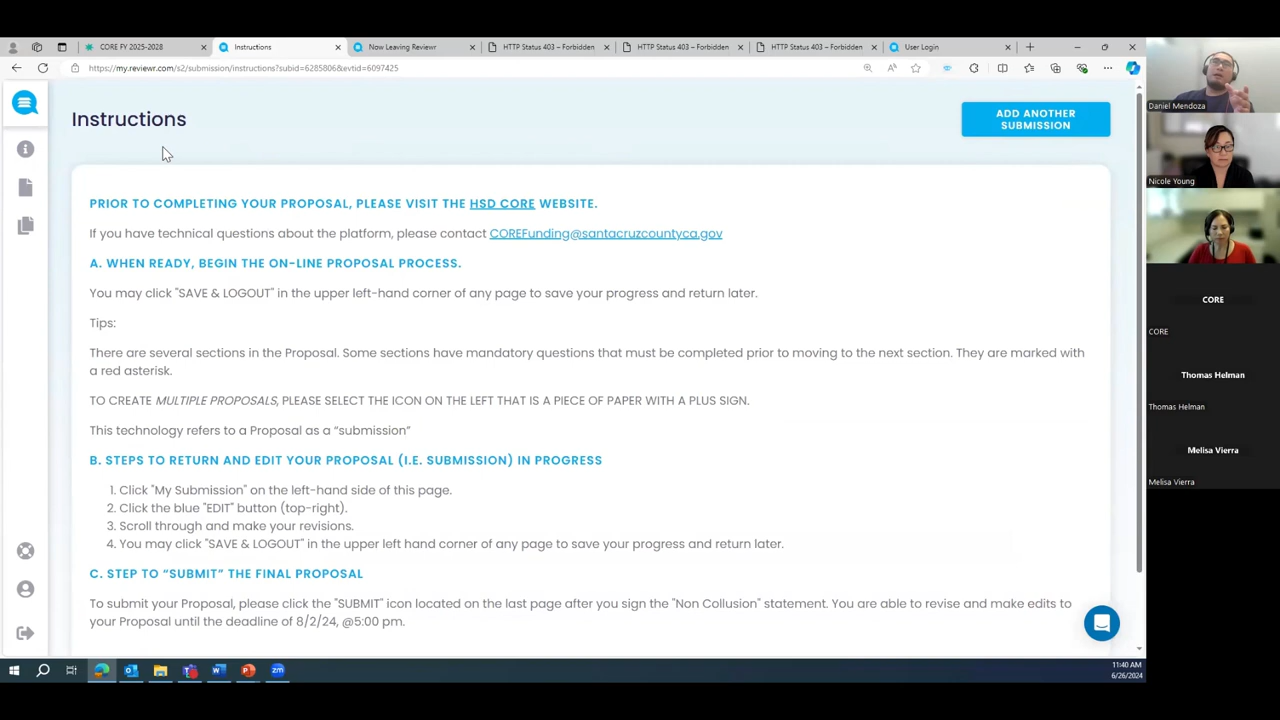 CORE FY 2025-2028
Instructions
Now Leaving Reviewr
HTTP Status 403 – Forbidden
HTTP Status 403 – Forbidden
HTTP Status 403 – Forbidden
User Login
https://my.reviewr.com/s2/submission/instructions?subid=6285806&evtid=6097425
Instructions
ADD ANOTHER
SUBMISSION
PRIOR TO COMPLETING YOUR PROPOSAL, PLEASE VISIT THE HSD CORE WEBSITE.
If you have technical questions about the platform, please contact COREFunding@santacruzcountyca.gov
A. WHEN READY, BEGIN THE ON-LINE PROPOSAL PROCESS.
You may click "SAVE & LOGOUT" in the upper left-hand corner of any page to save your progress and return later.
Tips:
There are several sections in the Proposal. Some sections have mandatory questions that must be completed prior to moving to the next section. They are marked with
a red asterisk.
TO CREATE MULTIPLE PROPOSALS, PLEASE SELECT THE ICON ON THE LEFT THAT IS A PIECE OF PAPER WITH A PLUS SIGN.
This technology refers to a Proposal as a “submission”
B. STEPS TO RETURN AND EDIT YOUR PROPOSAL (I.E. SUBMISSION) IN PROGRESS
1. Click "My Submission" on the left-hand side of this page.
2. Click the blue "EDIT" button (top-right).
3. Scroll through and make your revisions.
4. You may click "SAVE & LOGOUT" in the upper left hand corner of any page to save your progress and return later.
C. STEP TO “SUBMIT” THE FINAL PROPOSAL
To submit your Proposal, please click the "SUBMIT" icon located on the last page after you sign the "Non Collusion" statement. You are able to revise and make edits to
your Proposal until the deadline of 8/2/24, @5:00 pm.
11:40 AM
6/26/2024
Daniel Mendoza
Nicole Young
CORE
CORE
Thomas Helman
Thomas Helman
Melisa Vierra
Melisa Vierra